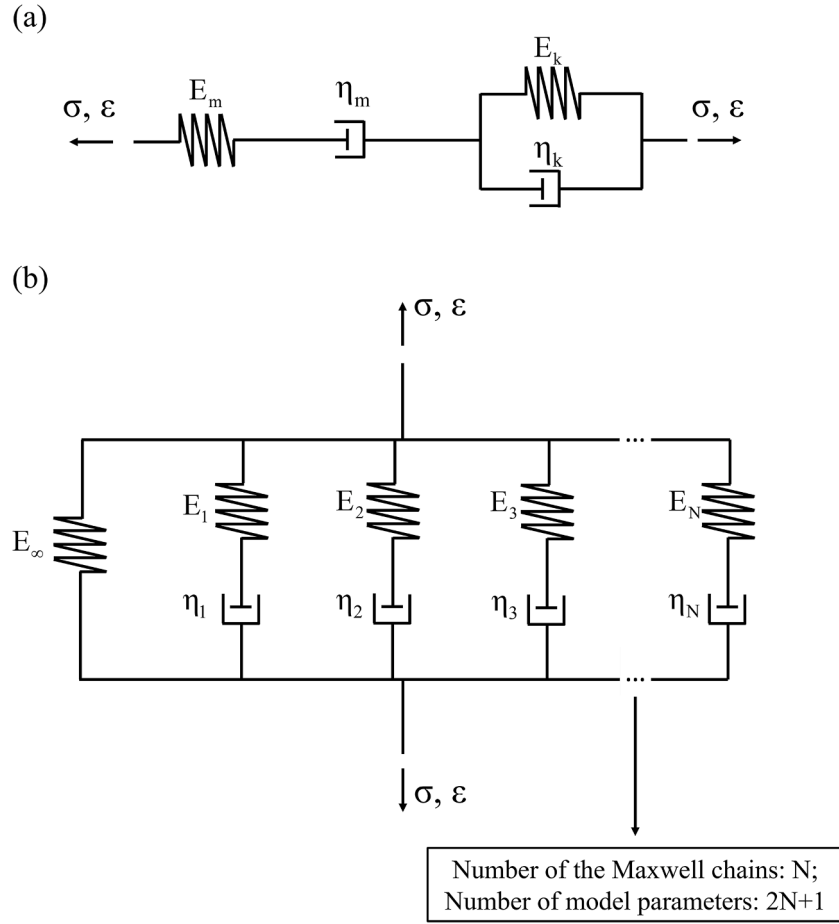 (a)
E_m
η_m
E_k
σ, ε
σ, ε
η_k
(b)
σ, ε
E_1
E_2
E_3
E_N
E_∞
η_1
η_2
η_3
η_N
...
...
σ, ε
Number of the Maxwell chains: N;
Number of model parameters: 2N+1